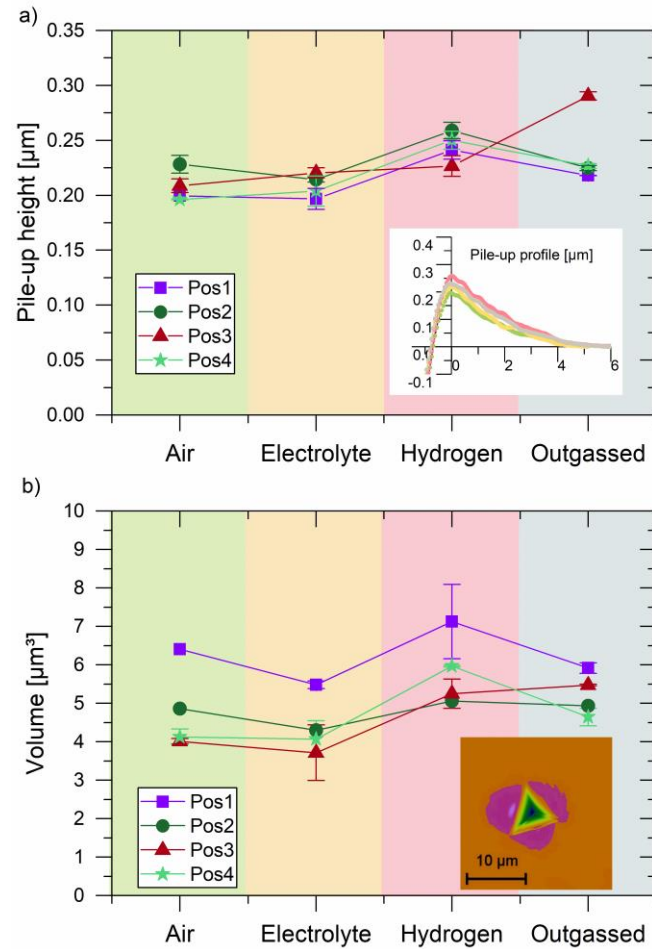 a)
0.35
0.30
0.25
0.20
0.15
0.10
0.05
0.00
Pile-up height [µm]
Pos1
Pos2
Pos3
Pos4
Pile-up profile [µm]
0.4
0.3
0.2
0.1
-0.1
0 2 4 6
Air Electrolyte Hydrogen Outgassed
b)
10
9
8
7
6
5
4
3
2
1
0
Volume [µm³]
Pos1
Pos2
Pos3
Pos4
10 µm
Air Electrolyte Hydrogen Outgassed